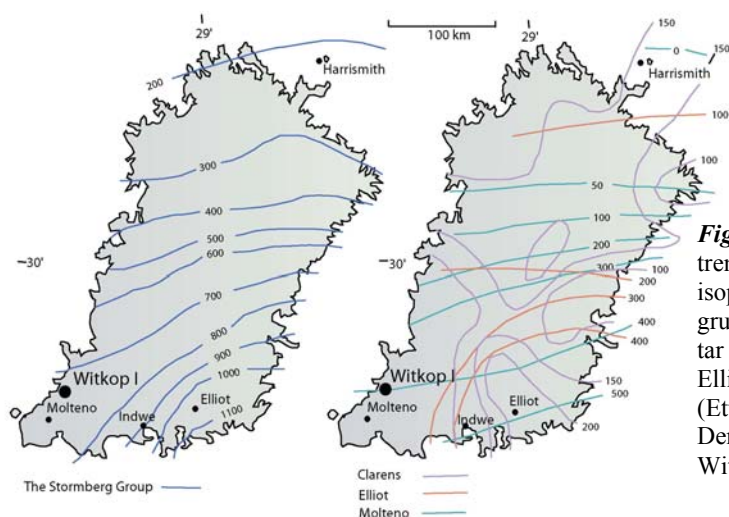 29'
200
Harrismith
300
400
500
600
~30'
700
800
900
1000
1100
Witkop I
Molteno
Indwe
Elliot
The Stormberg Group
100 km
29'
150
0
150
Harrismith
100
100
50
100
200
300
100
200
300
400
400
150
500
200
~30'
Witkop I
Molteno
Indwe
Elliot
Clarens
Elliot
Molteno
Fig
tren
isop
gru
tar
Elli
(Et
Der
Wi